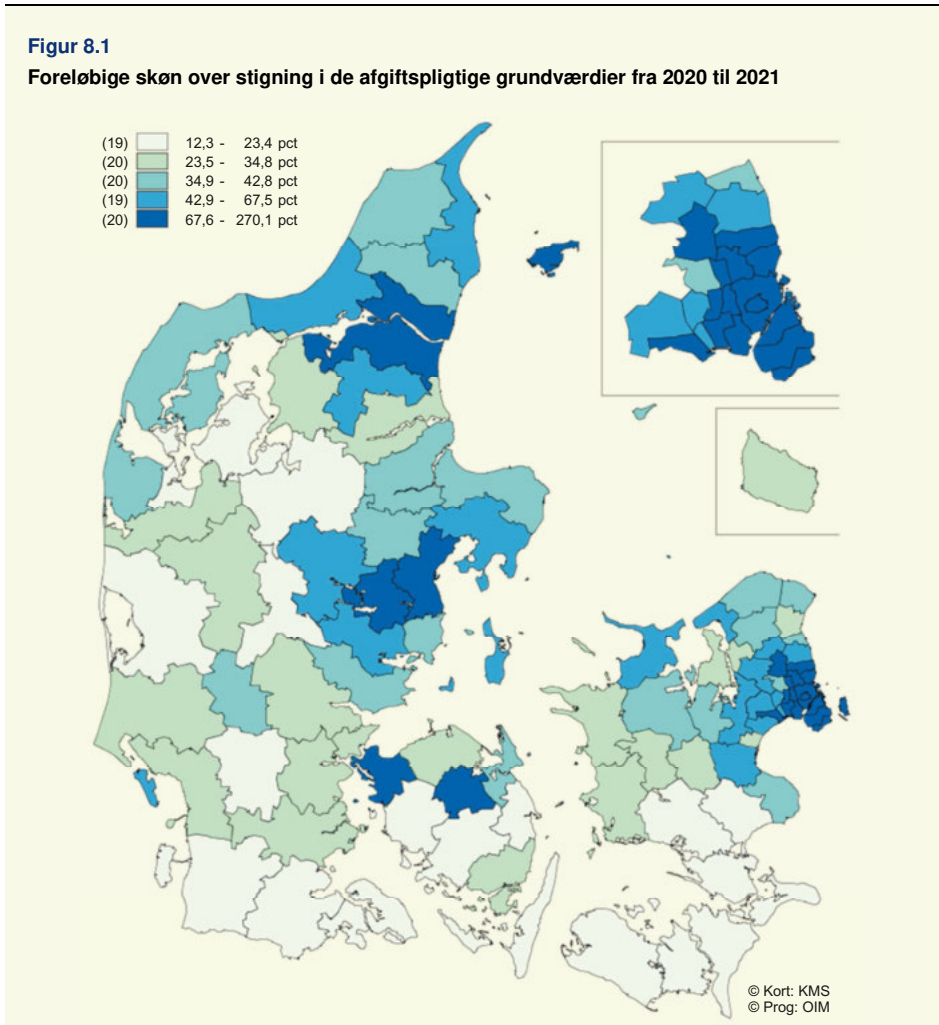 Figur 8.1
Foreløbige skøn over stigning i de afgiftspligtige grundværdier fra 2020 til 2021
(19) 12,3 - 23,4 pct
(20) 23,5 - 34,8 pct
(20) 34,9 - 42,8 pct
(19) 42,9 - 67,5 pct
(20) 67,6 - 270,1 pct
© Kort: KMS
© Prog: OIM